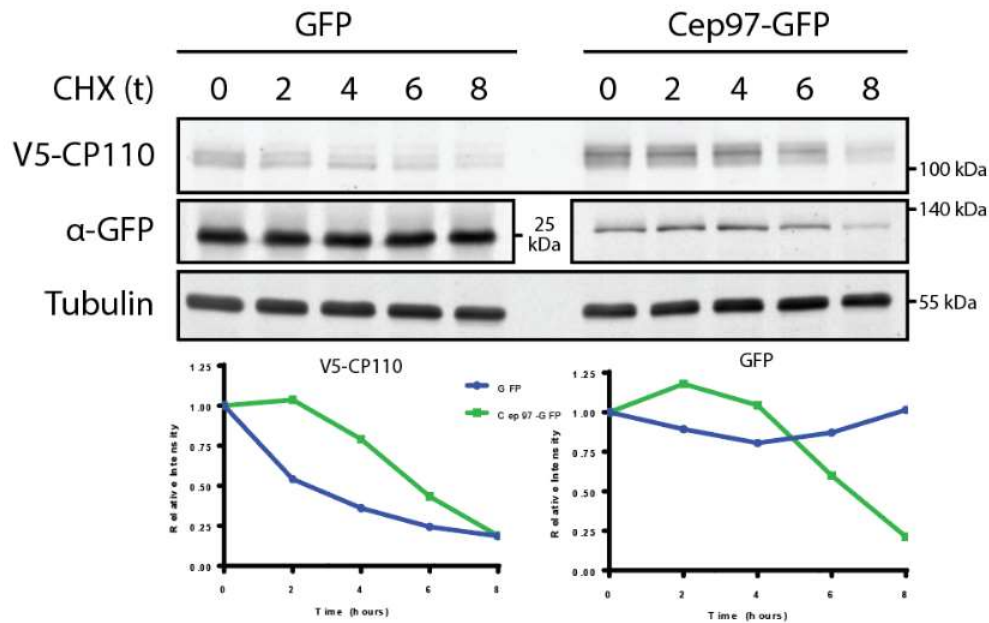 GFP Cep97-GFP
CHX (t) 0 2 4 6 8 0 2 4 6 8
V5-CP110
100 kDa
140 kDa
α-GFP
25
kDa
Tubulin
55 kDa
V5-CP110
GFP
Cep97-GFP
Relative Intensity
1.25
1.00
0.75
0.50
0.25
0.00
0 2 4 6 8
Time (hours)
GFP
Relative Intensity
1.25
1.00
0.75
0.50
0.25
0.00
0 2 4 6 8
Time (hours)